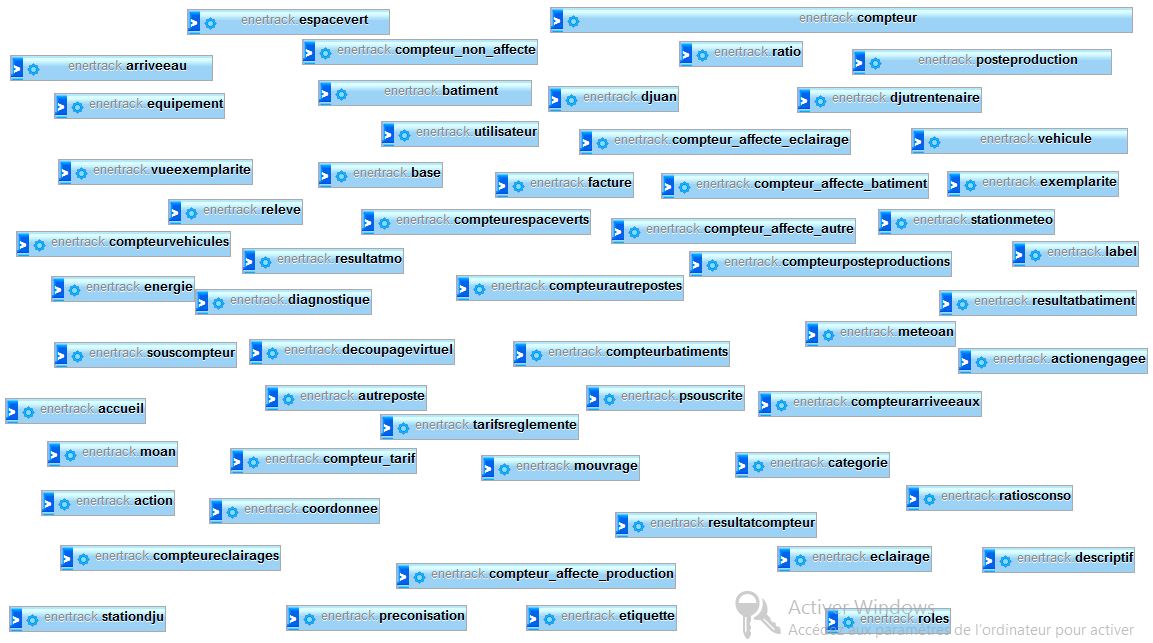 enertrack.espacevert
enertrack.compteur
enertrack.compteur_non_affecte
enertrack.ratio
enertrack.posteproduction
enertrack.arriveeau
enertrack.batiment
enertrack.djuan
enertrack.djutrentenaire
enertrack.equipement
enertrack.utilisateur
enertrack.compteur_affecte_eclairage
enertrack.vehicule
enertrack.vueexemplarite
enertrack.base
enertrack.facture
enertrack.compteur_affecte_batiment
enertrack.exemplarite
enertrack.releve
enertrack.compteurespaceverts
enertrack.compteur_affecte_autre
enertrack.stationmeteo
enertrack.compteurvehicules
enertrack.resultatmo
enertrack.compteurposteproductions
enertrack.label
enertrack.energie
enertrack.diagnostique
enertrack.compteurautrepostes
enertrack.resultatbatiment
enertrack.meteoan
enertrack.souscompteur
enertrack.decoupagevirtuel
enertrack.compteurbatiments
enertrack.actionengagee
enertrack.accueil
enertrack.autreposte
enertrack.psouscrite
enertrack.compteurarriveeaux
enertrack.tarifsreglemente
enertrack.moan
enertrack.compteur_tarif
enertrack.mouvrage
enertrack.categorie
enertrack.action
enertrack.coordonnee
enertrack.ratiosconso
enertrack.resultatcompteur
enertrack.compteureclairages
enertrack.eclairage
enertrack.descriptif
enertrack.compteur_affecte_production
enertrack.stationdju
enertrack.preconisation
enertrack.etiquette
enertrack.roles
Activer Windows
Accédez aux paramètres de l'ordinateur pour activer